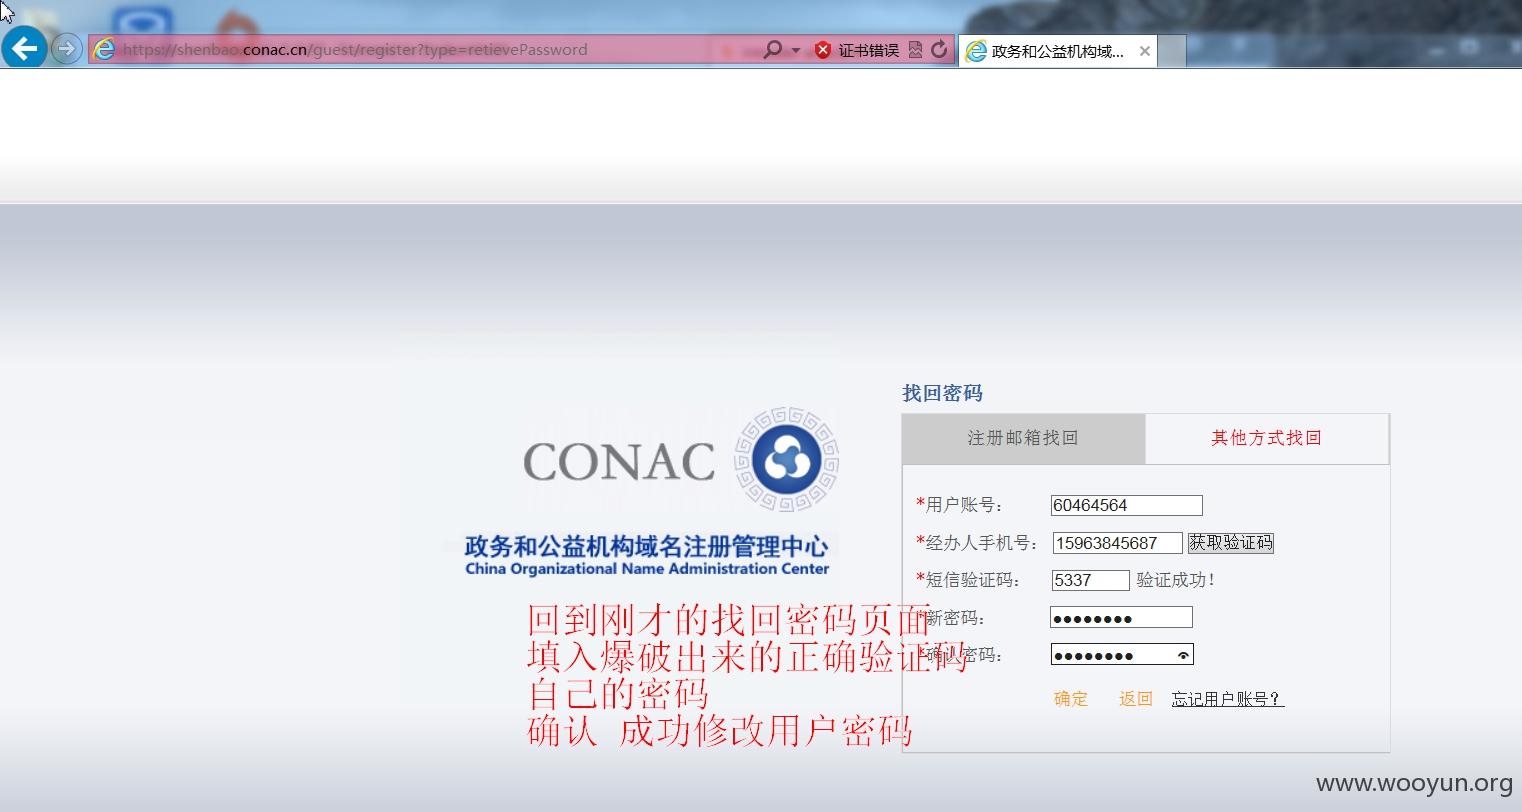 https://shenbao.conac.cn/guest/register?type=retievePassword
证书错误
政务和公益机构域...
找回密码
注册邮箱找回
其他方式找回
*用户账号:
60464564
*经办人手机号:
15963845687
获取验证码
*短信验证码:
5337
验证成功!
*新密码:
●●●●●●●●
*确认密码:
●●●●●●●●
确定
返回
忘记用户账号?
CONAC
政务和公益机构域名注册管理中心
China Organizational Name Administration Center
回到刚才的找回密码页面
填入爆破出来的正确验证码
自己的密码
确认 成功修改用户密码
www.wooyun.org